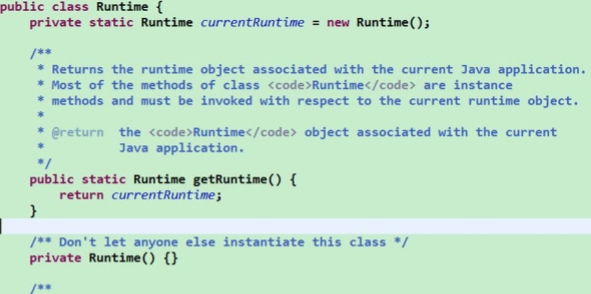 public class Runtime {
    private static Runtime currentRuntime = new Runtime();
    /**
     * Returns the runtime object associated with the current Java application.
     * Most of the methods of class <code>Runtime</code> are instance
     * methods and must be invoked with respect to the current runtime object.
     *
     * @return  the <code>Runtime</code> object associated with the current
     *          Java application.
     */
    public static Runtime getRuntime() {
        return currentRuntime;
    }
    /** Don't let anyone else instantiate this class */
    private Runtime() {}
    /**